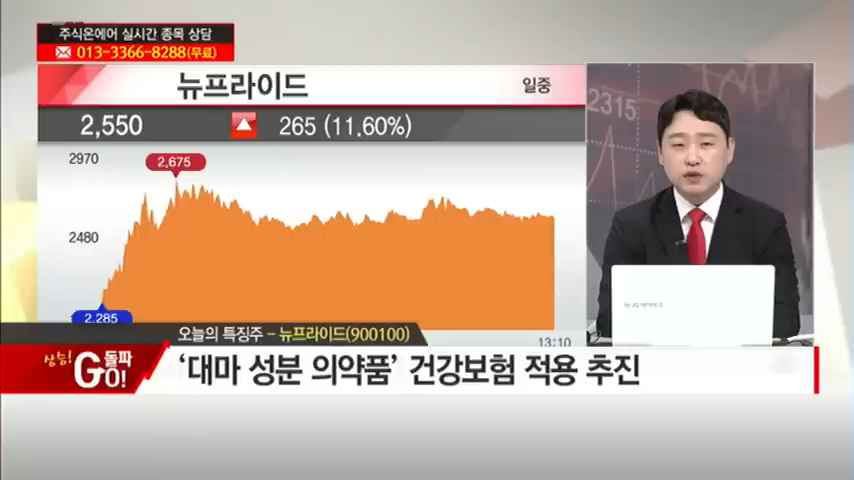 주식온에어 실시간 종목 상담
013-3366-8288(무료)
뉴프라이드
일중
2,550
265 (11.60%)
2970
2,675
2480
2,285
13:10
2315
오늘의 특징주 - 뉴프라이드(900100)
상승!
돌파
GO!
‘대마 성분 의약품’ 건강보험 적용 추진